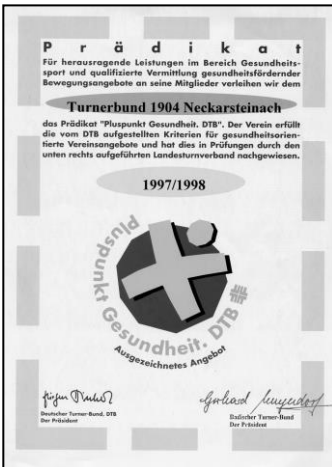 Prädikat
Für herausragende Leistungen im Bereich Gesundheits-
sport und qualifizierte Vermittlung gesundheitsfördernder
Bewegungsangebote an seine Mitglieder verleihen wir dem
Turnerbund 1904 Neckarsteinach
das Prädikat "Pluspunkt Gesundheit. DTB". Der Verein erfüllt
die vom DTB aufgestellten Kriterien für gesundheitsorien-
tierte Vereinsangebote und hat dies in Prüfungen durch den
unten rechts aufgeführten Landesturnverband nachgewiesen.
1997/1998
Pluspunkt Gesundheit. DTB
Ausgezeichnetes Angebot
Deutscher Turner-Bund, DTB
Der Präsident
Badischer Turner-Bund
Der Präsident